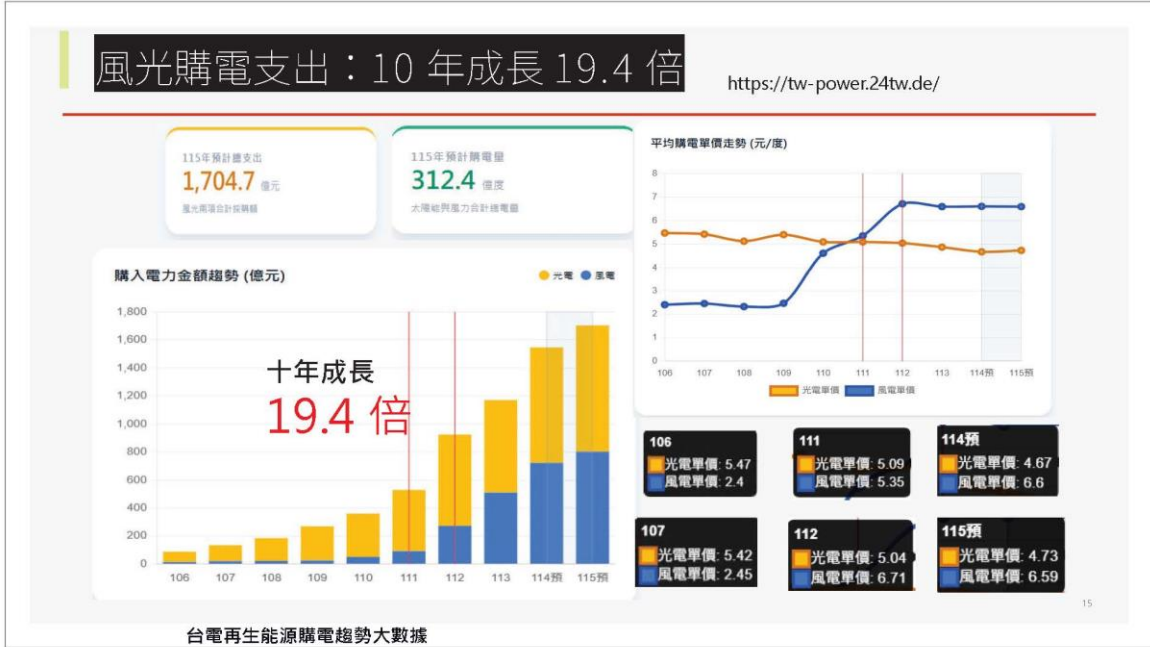 風光購電支出：10 年成長 19.4 倍
https://tw-power.24tw.de/
115年預計總支出
1,704.7 億元
風光兩項合計採購額
115年預計購電量
312.4 億度
太陽能與風力合計總電量
購入電力金額趨勢 (億元)
光電 風電
1,800
1,600
1,400
1,200
1,000
800
600
400
200
0
十年成長
19.4 倍
106 107 108 109 110 111 112 113 114預 115預
平均購電單價走勢 (元/度)
8
7
6
5
4
3
2
1
0
106 107 108 109 110 111 112 113 114預 115預
光電單價 風電單價
106
光電單價: 5.47
風電單價: 2.4
111
光電單價: 5.09
風電單價: 5.35
114預
光電單價: 4.67
風電單價: 6.6
107
光電單價: 5.42
風電單價: 2.45
112
光電單價: 5.04
風電單價: 6.71
115預
光電單價: 4.73
風電單價: 6.59
15
台電再生能源購電趨勢大數據